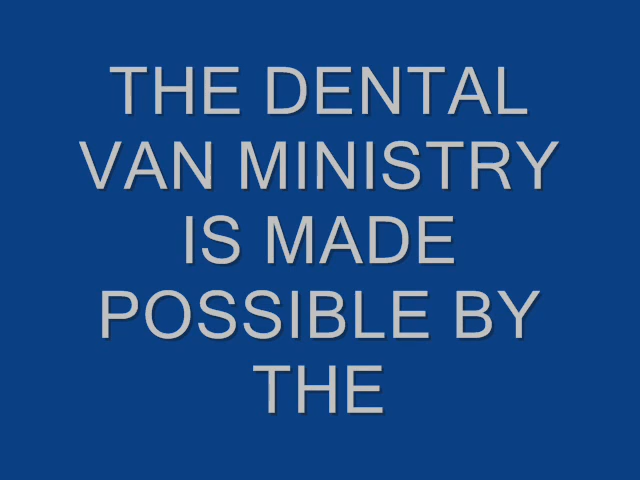 THE DENTAL
VAN MINISTRY
IS MADE
POSSIBLE BY
THE